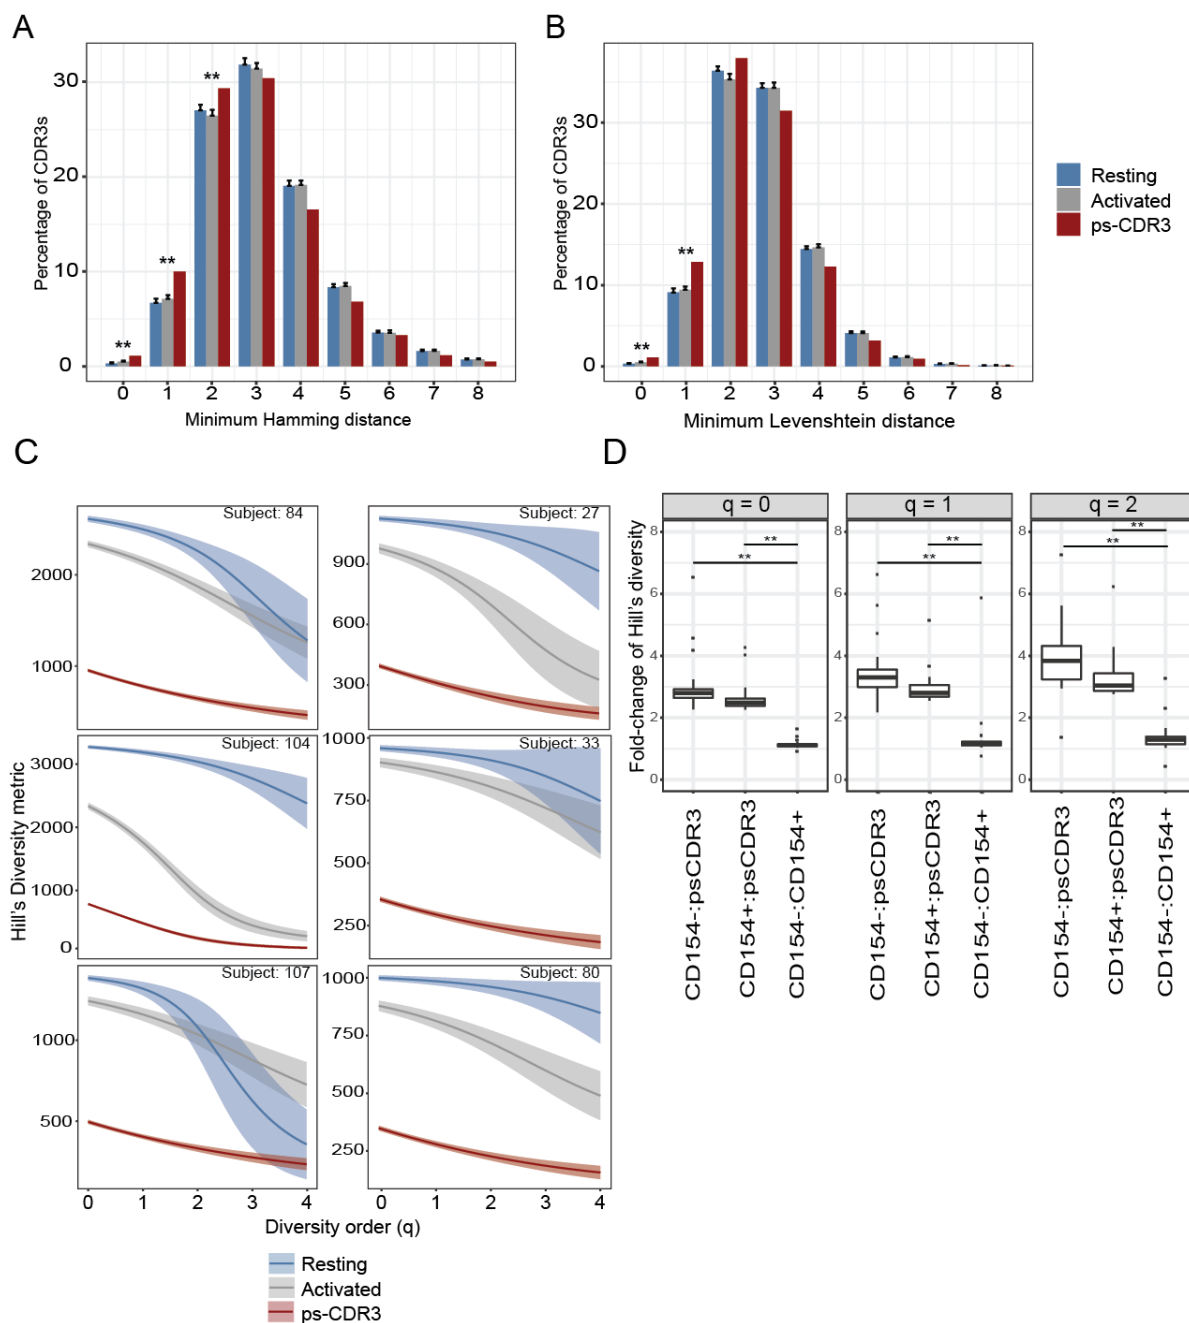 A
B
Percentage of CDR3s
30
20
10
0
**
**
**
0 1 2 3 4 5 6 7 8
Minimum Hamming distance
Percentage of CDR3s
30
20
10
0
**
**
0 1 2 3 4 5 6 7 8
Minimum Levenshtein distance
Resting
Activated
ps-CDR3
C
Hill's Diversity metric
Subject: 84
2000
1000
Subject: 27
900
600
300
Subject: 104
3000
2000
1000
0
Subject: 33
1000
750
500
250
Subject: 107
1000
500
Subject: 80
1000
750
500
250
0 1 2 3 4
0 1 2 3 4
Diversity order (q)
Resting
Activated
ps-CDR3
D
Fold-change of Hill's diversity
q = 0
q = 1
q = 2
8
6
4
2
0
8
6
4
2
0
8
6
4
2
0
**
**
**
**
**
**
CD154-:psCDR3
CD154+:psCDR3
CD154-:CD154+
CD154-:psCDR3
CD154+:psCDR3
CD154-:CD154+
CD154-:psCDR3
CD154+:psCDR3
CD154-:CD154+